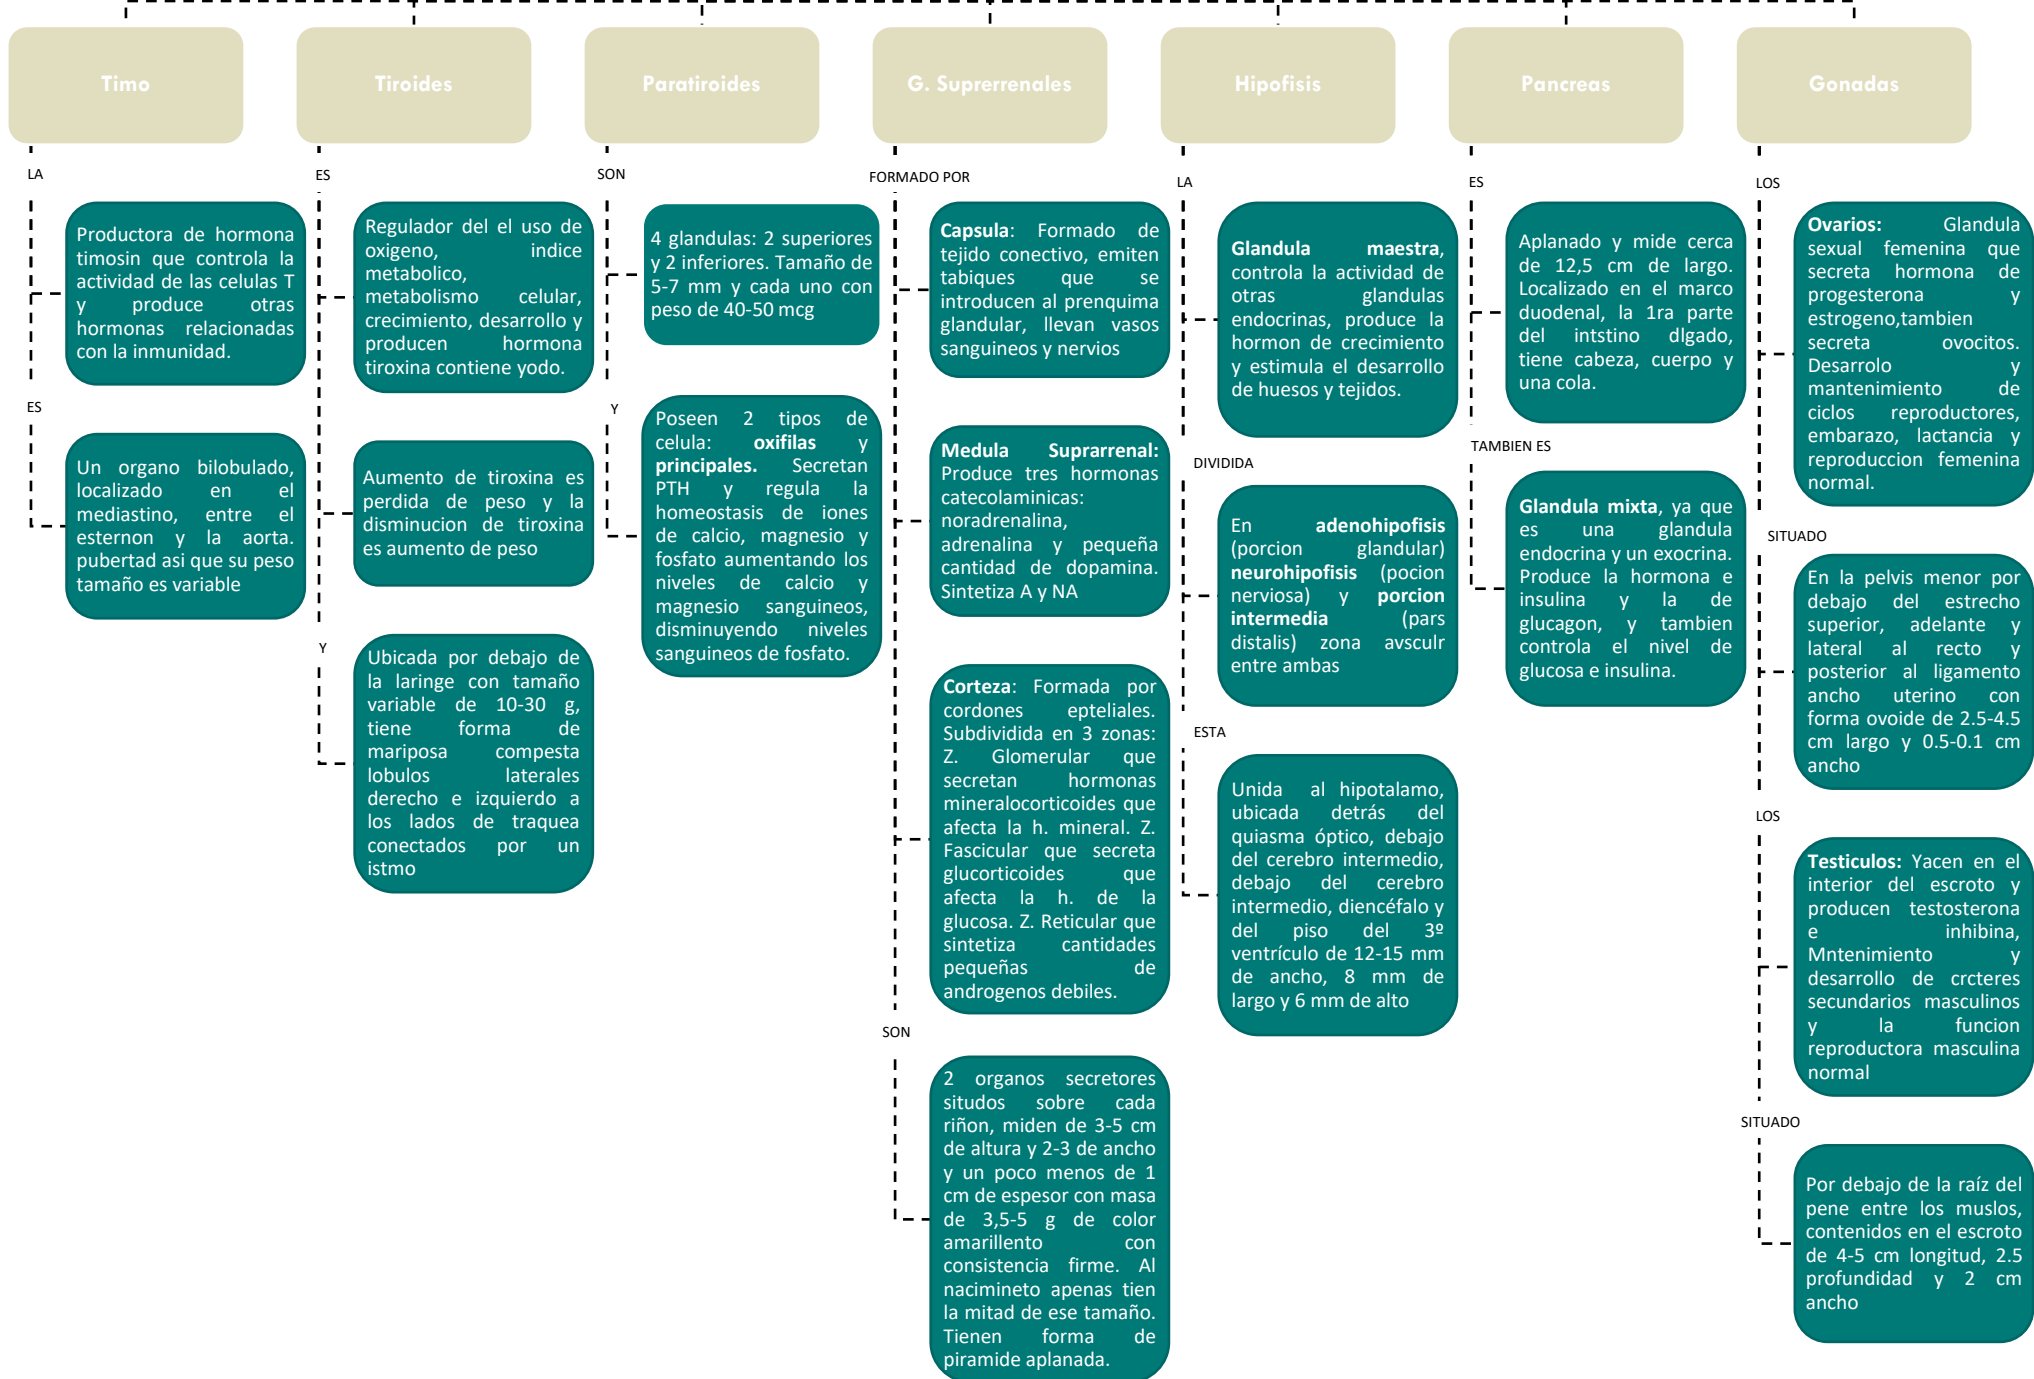 Timo
LA
Productora de hormona
timosin que controla la
actividad de las celulas T
y produce otras
hormonas relacionadas
con la inmunidad.
ES
Un organo bilobulado,
localizado en el
mediastino, entre el
esternon y la aorta.
pubertad asi que su peso
tamaño es variable
Tiroides
ES
Regulador del el uso de
oxigeno, indice
metabolico,
metabolismo celular,
crecimiento, desarrollo y
producen hormona
tiroxina contiene yodo.
Aumento de tiroxina es
perdida de peso y la
disminucion de tiroxina
es aumento de peso
Y
Ubicada por debajo de
la laringe con tamaño
variable de 10-30 g,
tiene forma de
mariposa compesta
lobulos laterales
derecho e izquierdo a
los lados de traquea
conectados por un
istmo
Paratiroides
SON
4 glandulas: 2 superiores
y 2 inferiores. Tamaño de
5-7 mm y cada uno con
peso de 40-50 mcg
Y
Poseen 2 tipos de
celula: oxifilas y
principales. Secretan
PTH y regula la
homeostasis de iones
de calcio, magnesio y
fosfato aumentando los
niveles de calcio y
magnesio sanguineos,
disminuyendo niveles
sanguineos de fosfato.
G. Suprerrenales
FORMADO POR
Capsula: Formado de
tejido conectivo, emiten
tabiques que se
introducen al prenquima
glandular, llevan vasos
sanguineos y nervios
Medula Suprarrenal:
Produce tres hormonas
catecolaminicas:
noradrenalina,
adrenalina y pequeña
cantidad de dopamina.
Sintetiza A y NA
Corteza: Formada por
cordones epteliales.
Subdividida en 3 zonas:
Z. Glomerular que
secretan hormonas
mineralocorticoides que
afecta la h. mineral. Z.
Fascicular que secreta
glucorticoides que
afecta la h. de la
glucosa. Z. Reticular que
sintetiza cantidades
pequeñas de
androgenos debiles.
SON
2 organos secretores
situdos sobre cada
riñon, miden de 3-5 cm
de altura y 2-3 de ancho
y un poco menos de 1
cm de espesor con masa
de 3,5-5 g de color
amarillento con
consistencia firme. Al
nacimineto apenas tien
la mitad de ese tamaño.
Tienen forma de
piramide aplanada.
Hipofisis
LA
Glandula maestra,
controla la actividad de
otras glandulas
endocrinas, produce la
hormon de crecimiento
y estimula el desarrollo
de huesos y tejidos.
DIVIDIDA
En adenohipofisis
(porcion glandular)
neurohipofisis (pocion
nerviosa) y porcion
intermedia (pars
distalis) zona avsculr
entre ambas
ESTA
Unida al hipotalamo,
ubicada detrás del
quiasma óptico, debajo
del cerebro intermedio,
debajo del cerebro
intermedio, diencéfalo y
del piso del 3º
ventrículo de 12-15 mm
de ancho, 8 mm de
largo y 6 mm de alto
Pancreas
ES
Aplanado y mide cerca
de 12,5 cm de largo.
Localizado en el marco
duodenal, la 1ra parte
del intstino dlgado,
tiene cabeza, cuerpo y
una cola.
TAMBIEN ES
Glandula mixta, ya que
es una glandula
endocrina y un exocrina.
Produce la hormona e
insulina y la de
glucagon, y tambien
controla el nivel de
glucosa e insulina.
Gonadas
LOS
Ovarios: Glandula
sexual femenina que
secreta hormona de
progesterona y
estrogeno,tambien
secreta ovocitos.
Desarrolo y
mantenimiento de
ciclos reproductores,
embarazo, lactancia y
reproduccion femenina
normal.
SITUADO
En la pelvis menor por
debajo del estrecho
superior, adelante y
lateral al recto y
posterior al ligamento
ancho uterino con
forma ovoide de 2.5-4.5
cm largo y 0.5-0.1 cm
ancho
LOS
Testiculos: Yacen en el
interior del escroto y
producen testosterona
e inhibina,
Mntenimiento y
desarrollo de crcteres
secundarios masculinos
y la funcion
reproductora masculina
normal
SITUADO
Por debajo de la raíz del
pene entre los muslos,
contenidos en el escroto
de 4-5 cm longitud, 2.5
profundidad y 2 cm
ancho